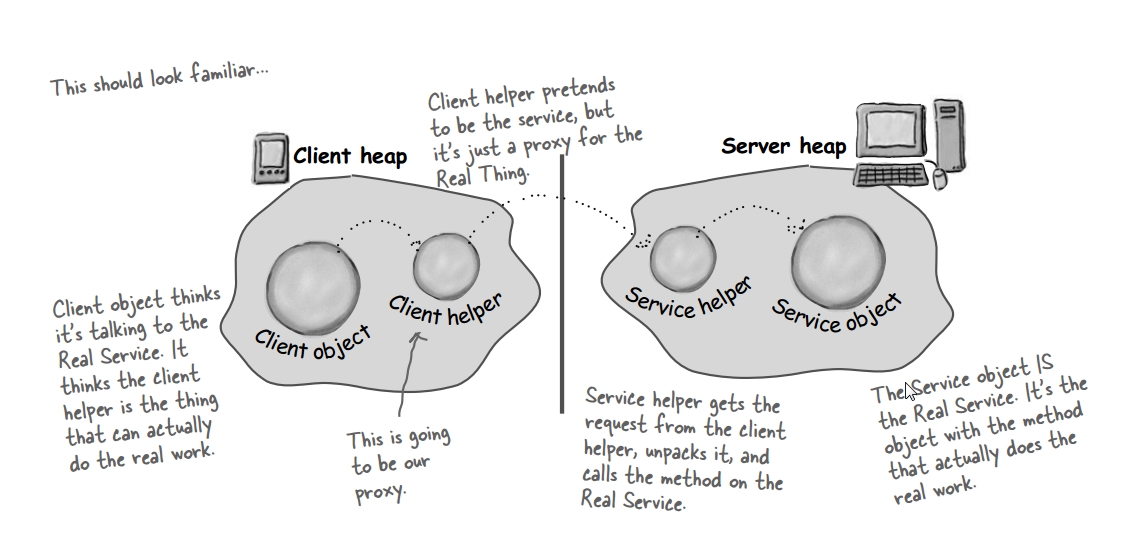 This should look familiar...
Client helper pretends
to be the service, but
it's just a proxy for the
Real Thing.
Client heap
Server heap
Client object
Client helper
Service helper
Service object
Client object thinks
it's talking to the
Real Service. It
thinks the client
helper is the thing
that can actually
do the real work.
This is going
to be our
proxy.
Service helper gets the
request from the client
helper, unpacks it, and
calls the method on the
Real Service.
The Service object IS
the Real Service. It's the
object with the method
that actually does the
real work.